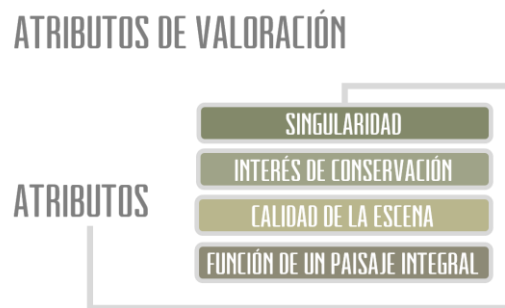 ATRIBUTOS DE VALORACIÓN
SINGULARIDAD
INTERÉS DE CONSERVACIÓN
ATRIBUTOS
CALIDAD DE LA ESCENA
FUNCIÓN DE UN PAISAJE INTEGRAL